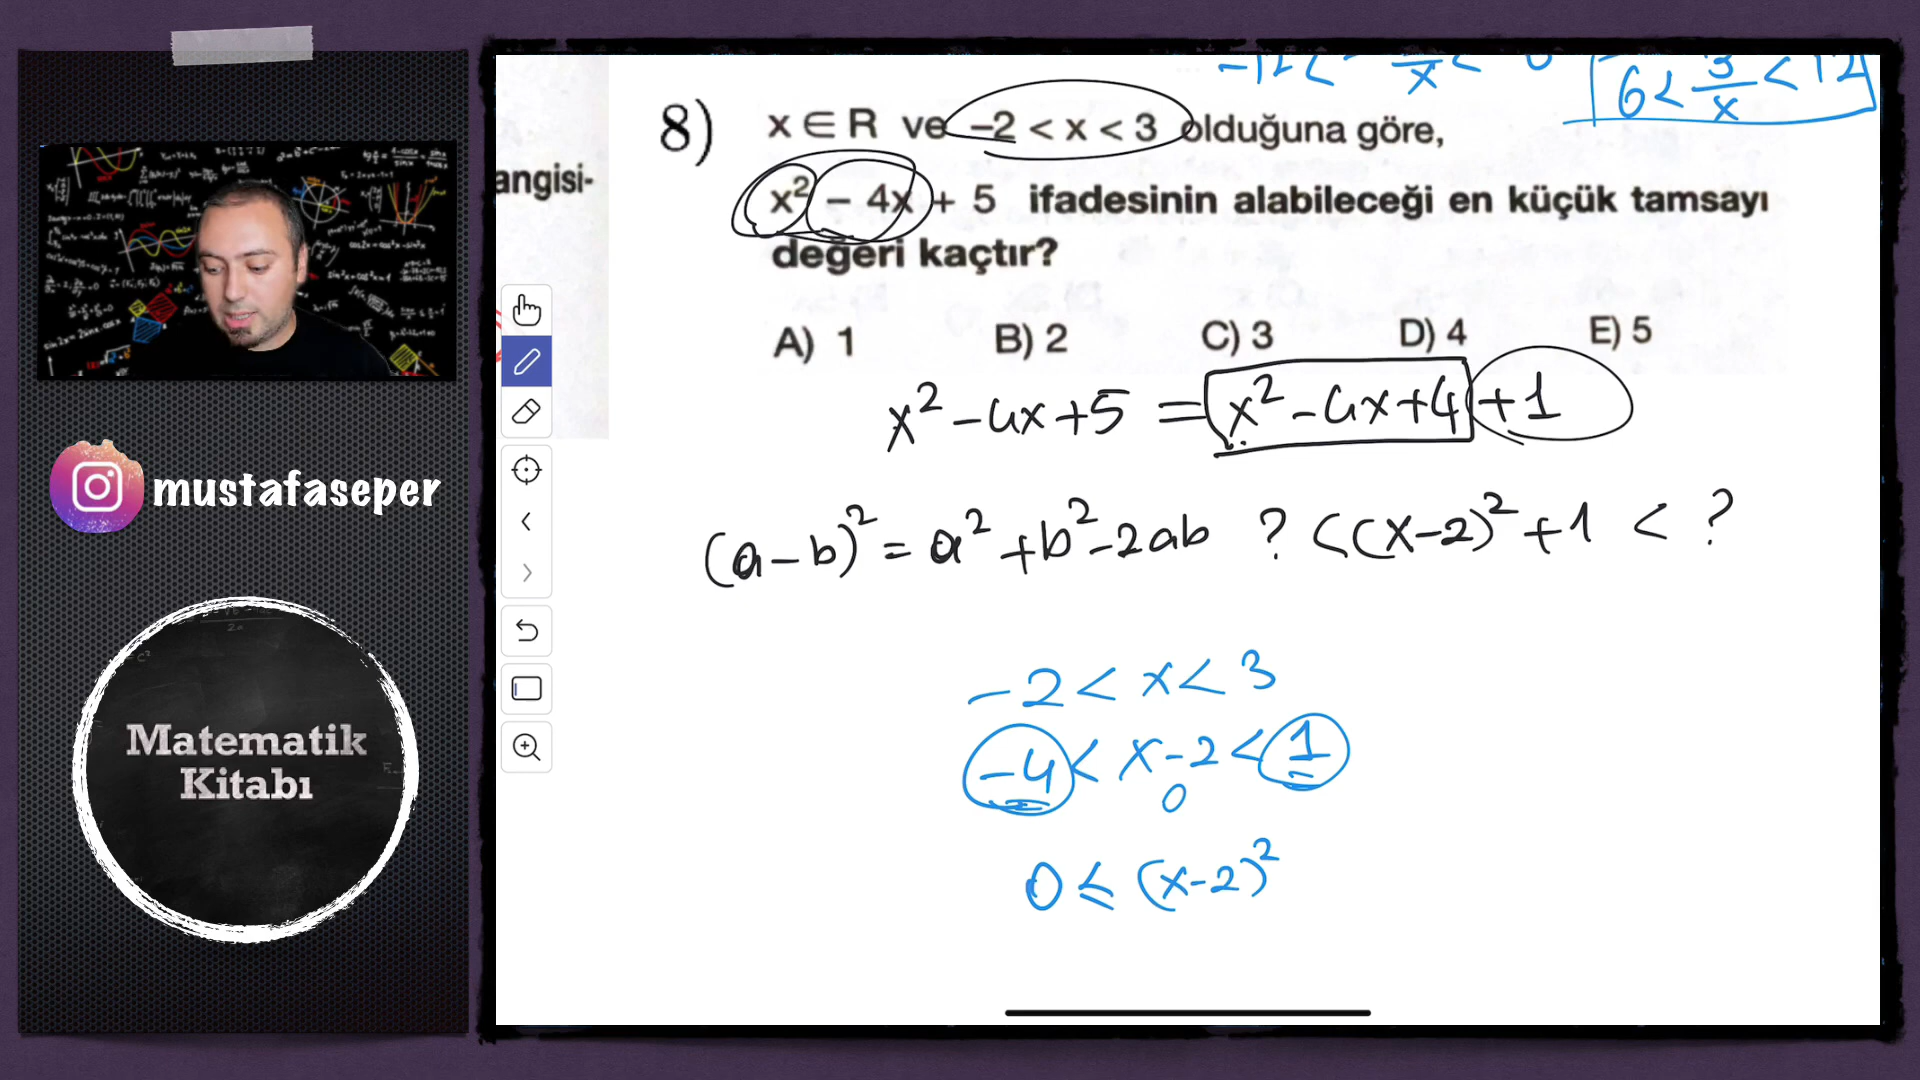 mustafaseper
Matematik
Kitabı
angisi-
6 < 3/x < 12
8) x ∈ R ve -2 < x < 3 olduğuna göre,
x² - 4x + 5 ifadesinin alabileceği en küçük tamsayı
değeri kaçtır?
A) 1 B) 2 C) 3 D) 4 E) 5
x² - 4x + 5 = x² - 4x + 4 + 1
(a - b)² = a² + b² - 2ab ? < (x - 2)² + 1 < ?
-2 < x < 3
-4 < x - 2 < 1
0
0 ≤ (x - 2)²